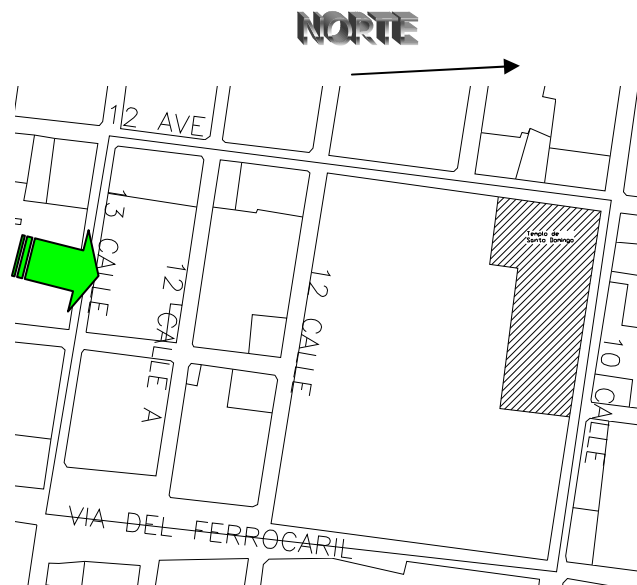 NORTE
12 AVE
Templo de
Santo Domingo
13 CALLE
12 CALLE A
12 CALLE
10 CALLE
VIA DEL FERROCARIL